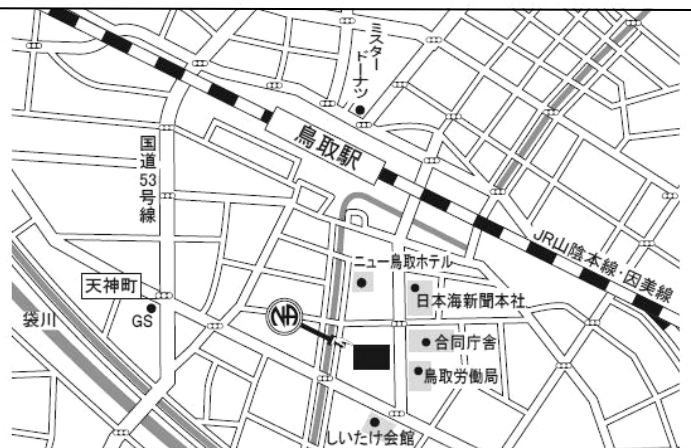 ミスタードーナツ
鳥取駅
国道53号線
JR山陰本線・因美線
ニュー鳥取ホテル
天神町
日本海新聞本社
袋川
GS
合同庁舎
鳥取労働局
しいたけ会館